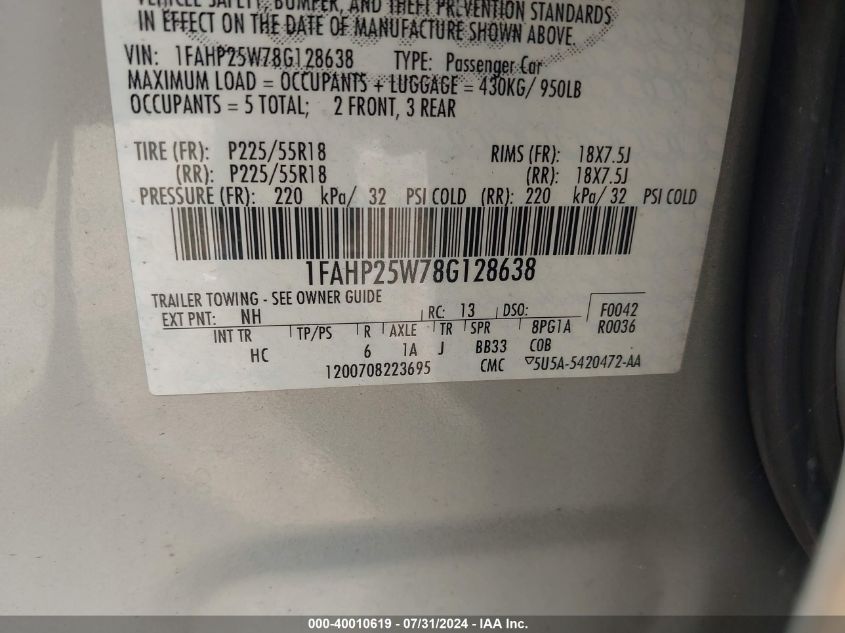 VEHICLE SAFETY, BUMPER, AND THEFT PREVENTION STANDARDS
IN EFFECT ON THE DATE OF MANUFACTURE SHOWN ABOVE.
VIN: 1FAHP25W78G128638 TYPE: Passenger Car
MAXIMUM LOAD = OCCUPANTS + LUGGAGE = 430KG/ 950LB
OCCUPANTS = 5 TOTAL; 2 FRONT, 3 REAR
TIRE (FR): P225/55R18 RIMS (FR): 18X7.5J
(RR): P225/55R18 (RR): 18X7.5J
PRESSURE (FR): 220 kPa/ 32 PSI COLD (RR): 220 kPa/ 32 PSI COLD
1FAHP25W78G128638
TRAILER TOWING - SEE OWNER GUIDE
EXT PNT: NH RC: 13 DSO: F0042
INT TR TP/PS R AXLE TR SPR 8PG1A R0036
HC 6 1A J BB33 COB
1200708223695 CMC ▽5U5A-5420472-AA
000-40010619 - 07/31/2024 - IAA Inc.